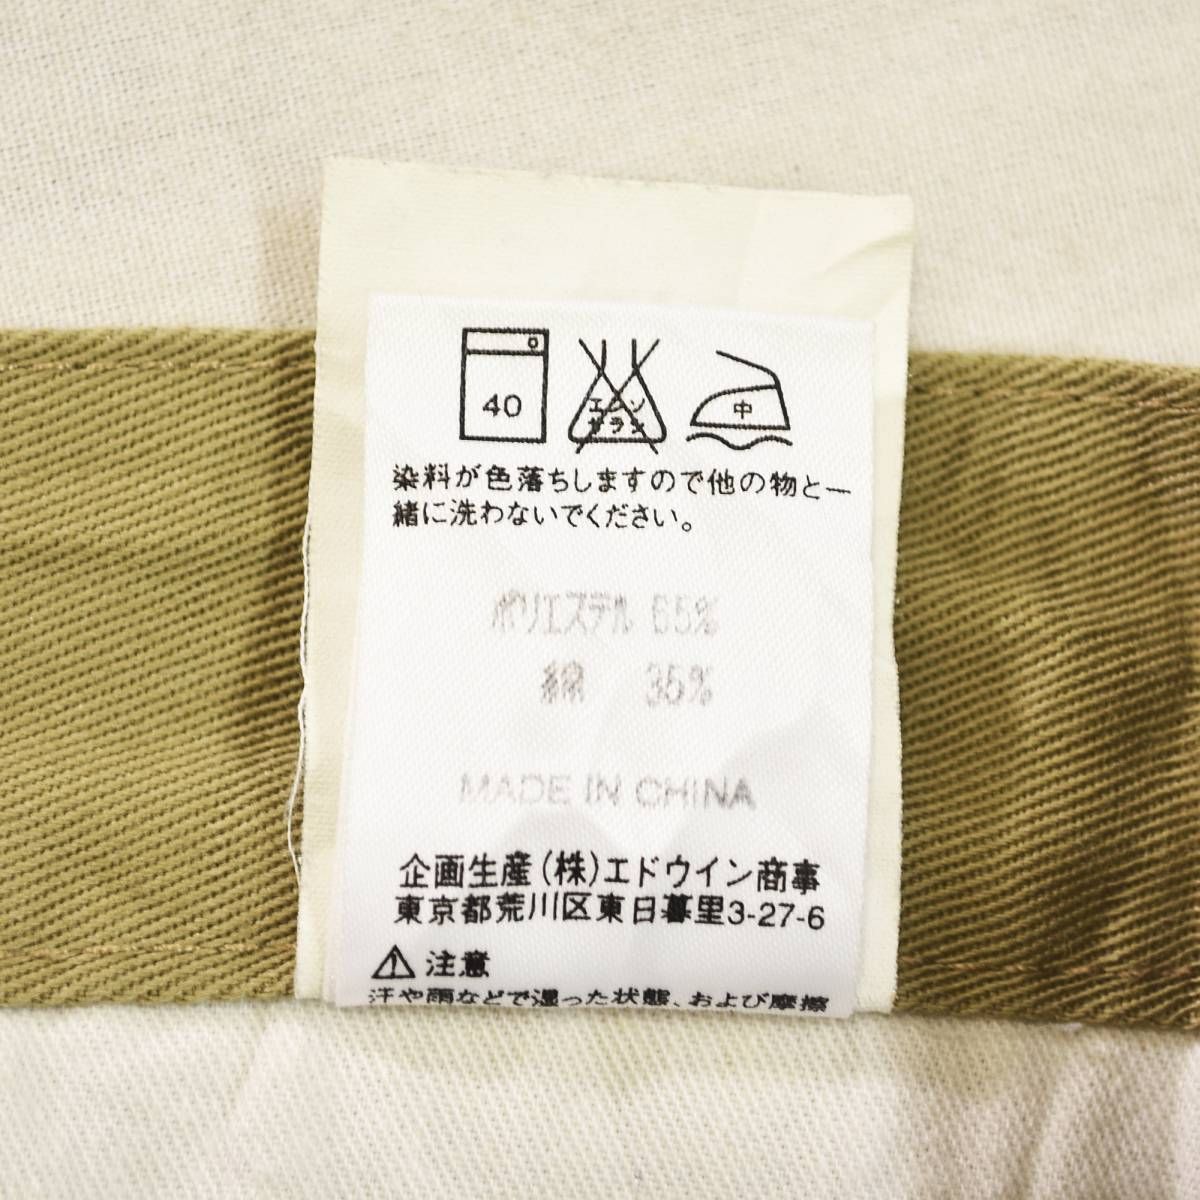 40
エンソ
サラシ
中
染料が色落ちしますので他の物と一
緒に洗わないでください。
ポリエステル 65%
綿 35%
MADE IN CHINA
企画生産(株)エドウイン商事
東京都荒川区東日暮里3-27-6
注意
汗や雨などで湿った状態、および摩擦